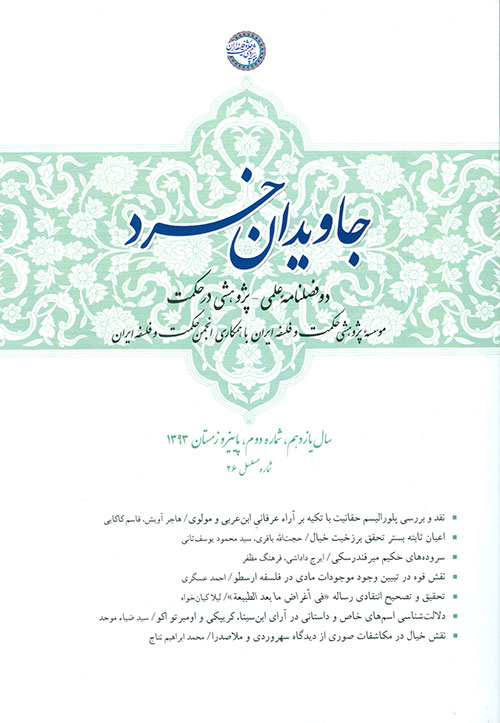 جاویدان خرد
دو فصلنامه علمی - پژوهشی در حکمت
موسسه پژوهشی حکمت و فلسفه ایران با همکاری انجمن حکمت و فلسفه ایران
سال یازدهم، شماره دوم، پاییز و زمستان ۱۳۹۳
شماره مسلسل ۲۶
نقد و بررسی پلورالیسم حقانیت با تکیه بر آراء عرفانی ابن‌عربی و مولوی/ هاجر آویش، قاسم کاکایی
اعیان ثابته بستر تحقق برزخیت خیال/ حجت‌الله باقری، سید محمود یوسف‌ثانی
سروده‌های حکیم میرفندرسکی/ ایرج داداشی، فرهنگ مظفر
نقش قوه در تبیین وجود موجودات مادی در فلسفه ارسطو/ احمد عسگری
تحقیق و تصحیح انتقادی رساله «فی أغراض ما بعد الطبیعة»/ لیلا کیان‌خواه
دلالت‌شناسی اسم‌های خاص و داستانی در آرای ابن‌سینا، کریپکی و اومبرتو اکو/ سید ضیاء موحد
نقش خیال در مکاشفات صوری از دیدگاه سهروردی و ملاصدرا/ محمد ابراهیم نتاج